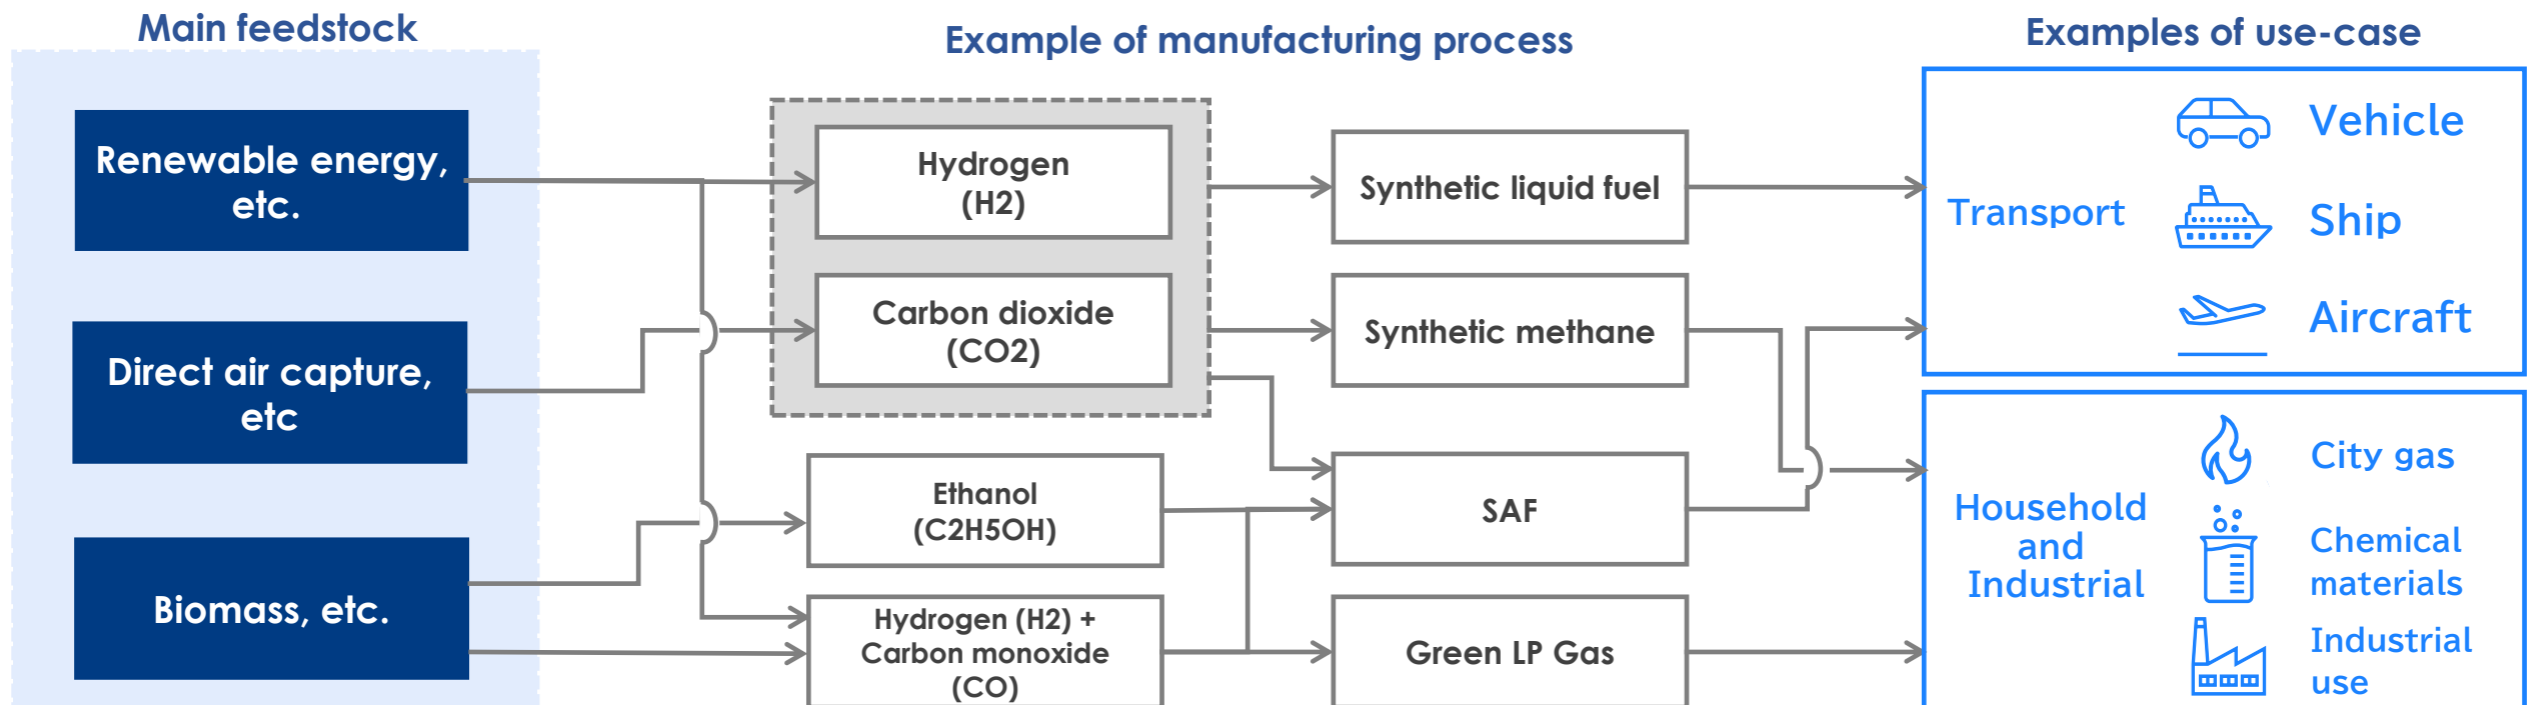 Main feedstock
Example of manufacturing process
Examples of use-case
Renewable energy,
etc.
Direct air capture,
etc
Biomass, etc.
Hydrogen
(H2)
Carbon dioxide
(CO2)
Ethanol
(C2H5OH)
Hydrogen (H2) +
Carbon monoxide
(CO)
Synthetic liquid fuel
Synthetic methane
SAF
Green LP Gas
Transport
Vehicle
Ship
Aircraft
Household
and
Industrial
City gas
Chemical
materials
Industrial
use